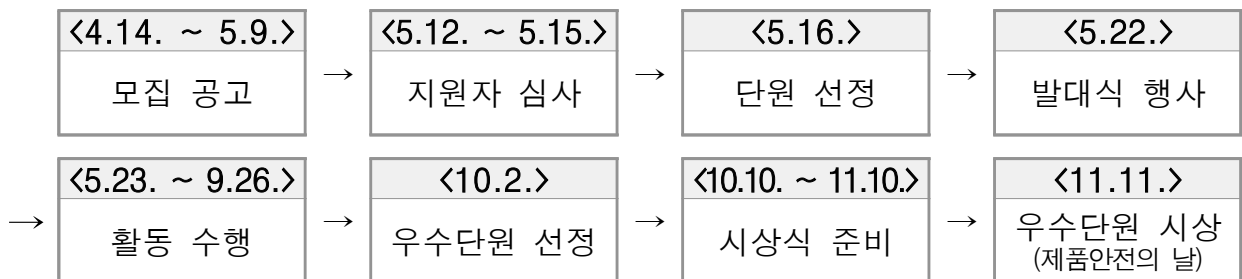 <4.14. ~ 5.9.> <5.12. ~ 5.15.> <5.16.> <5.22.>
모집 공고 → 지원자 심사 → 단원 선정 → 발대식 행사
<5.23. ~ 9.26.> <10.2.> <10.10. ~ 11.10.> <11.11.>
→ 활동 수행 → 우수단원 선정 → 시상식 준비 → 우수단원 시상
(제품안전의 날)